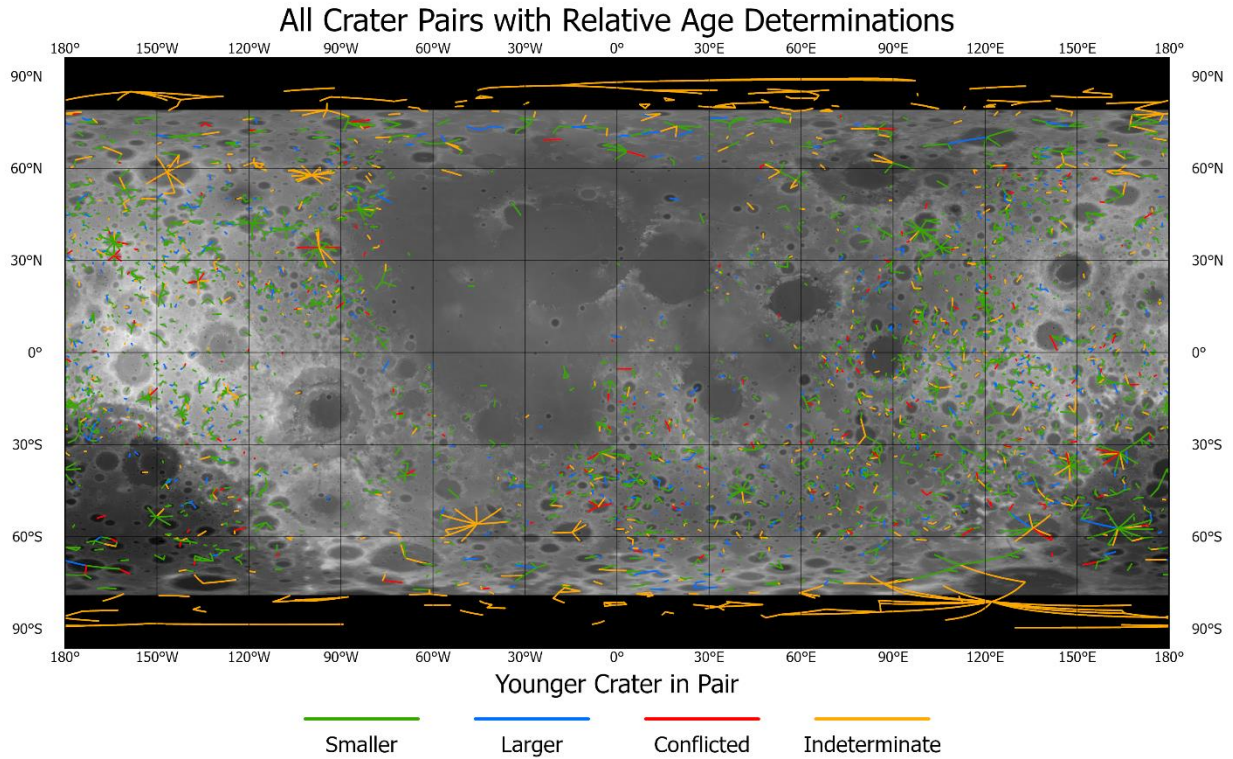 All Crater Pairs with Relative Age Determinations
180° 150°W 120°W 90°W 60°W 30°W 0° 30°E 60°E 90°E 120°E 150°E 180°
90°N 90°N
60°N 60°N
30°N 30°N
0° 0°
30°S 30°S
60°S 60°S
90°S 90°S
180° 150°W 120°W 90°W 60°W 30°W 0° 30°E 60°E 90°E 120°E 150°E 180°
Younger Crater in Pair
Smaller Larger Conflicted Indeterminate